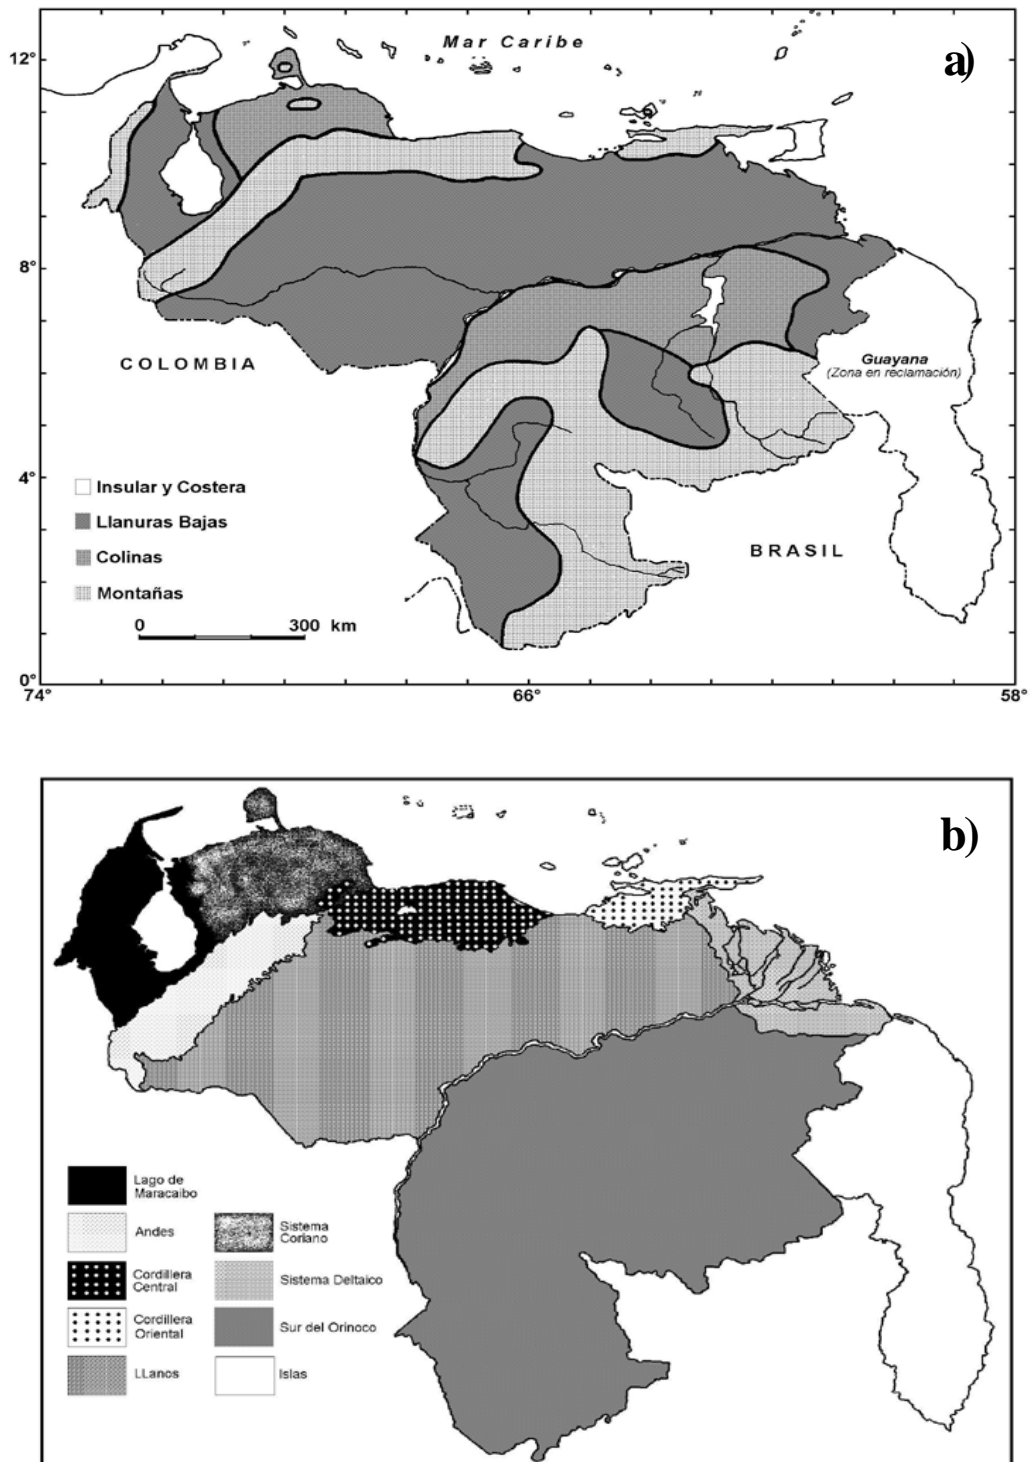 12°
Mar Caribe
a)
8°
COLOMBIA
Guayana
(Zona en reclamación)
4°
Insular y Costera
Llanuras Bajas
Colinas
Montañas
BRASIL
0 300 km
0°
74° 66° 58°
b)
Lago de
Maracaibo
Andes
Sistema
Coriano
Cordillera
Central
Sistema Deltaico
Cordillera
Oriental
Sur del Orinoco
LLanos
Islas